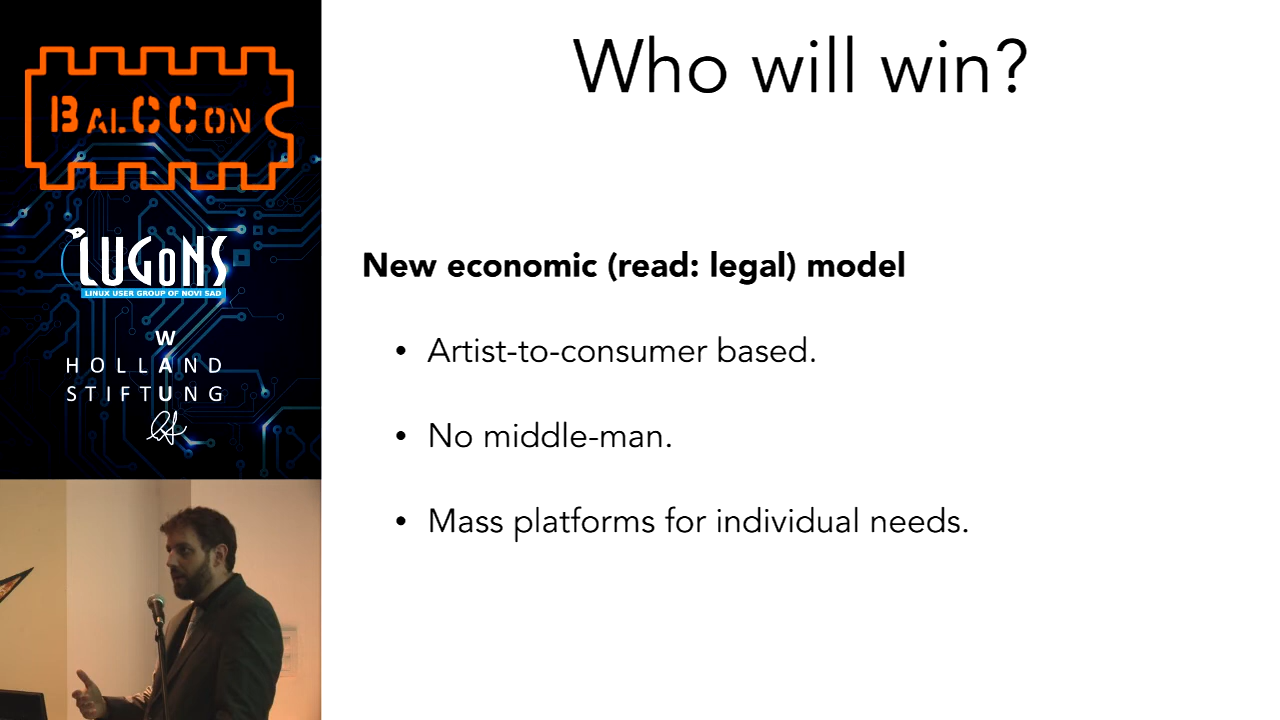 BALCCON
LUGONS
LINUX USER GROUP OF NOVI SAD
W
HOLLAND
STIFTUNG
Who will win?
New economic (read: legal) model
• Artist-to-consumer based.
• No middle-man.
• Mass platforms for individual needs.